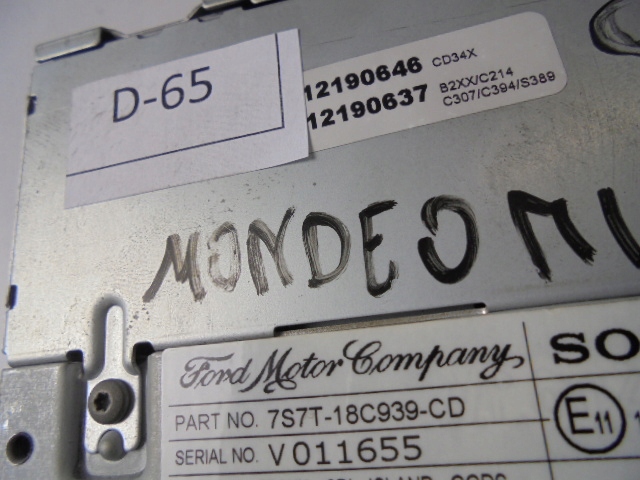 D-65
12190646 CD34X
12190637 B2XX/C214
C307/C394/S389
MONDEO
Ford Motor Company
SO
PART NO. 7S7T-18C939-CD
E11
SERIAL NO. V011655